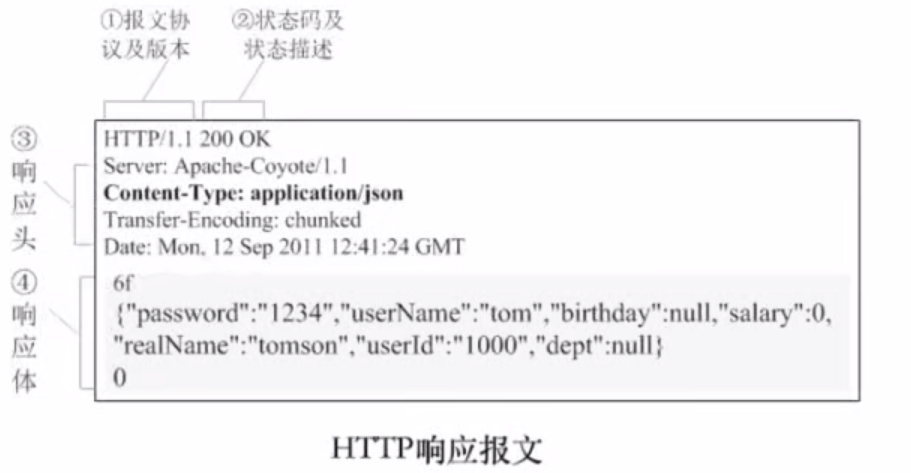 ①报文协
议及版本
②状态码及
状态描述
③
响
应
头
HTTP/1.1 200 OK
Server: Apache-Coyote/1.1
Content-Type: application/json
Transfer-Encoding: chunked
Date: Mon, 12 Sep 2011 12:41:24 GMT
④
响
应
体
6f
{"password":"1234","userName":"tom","birthday":null,"salary":0,
"realName":"tomson","userId":"1000","dept":null}
0
HTTP响应报文